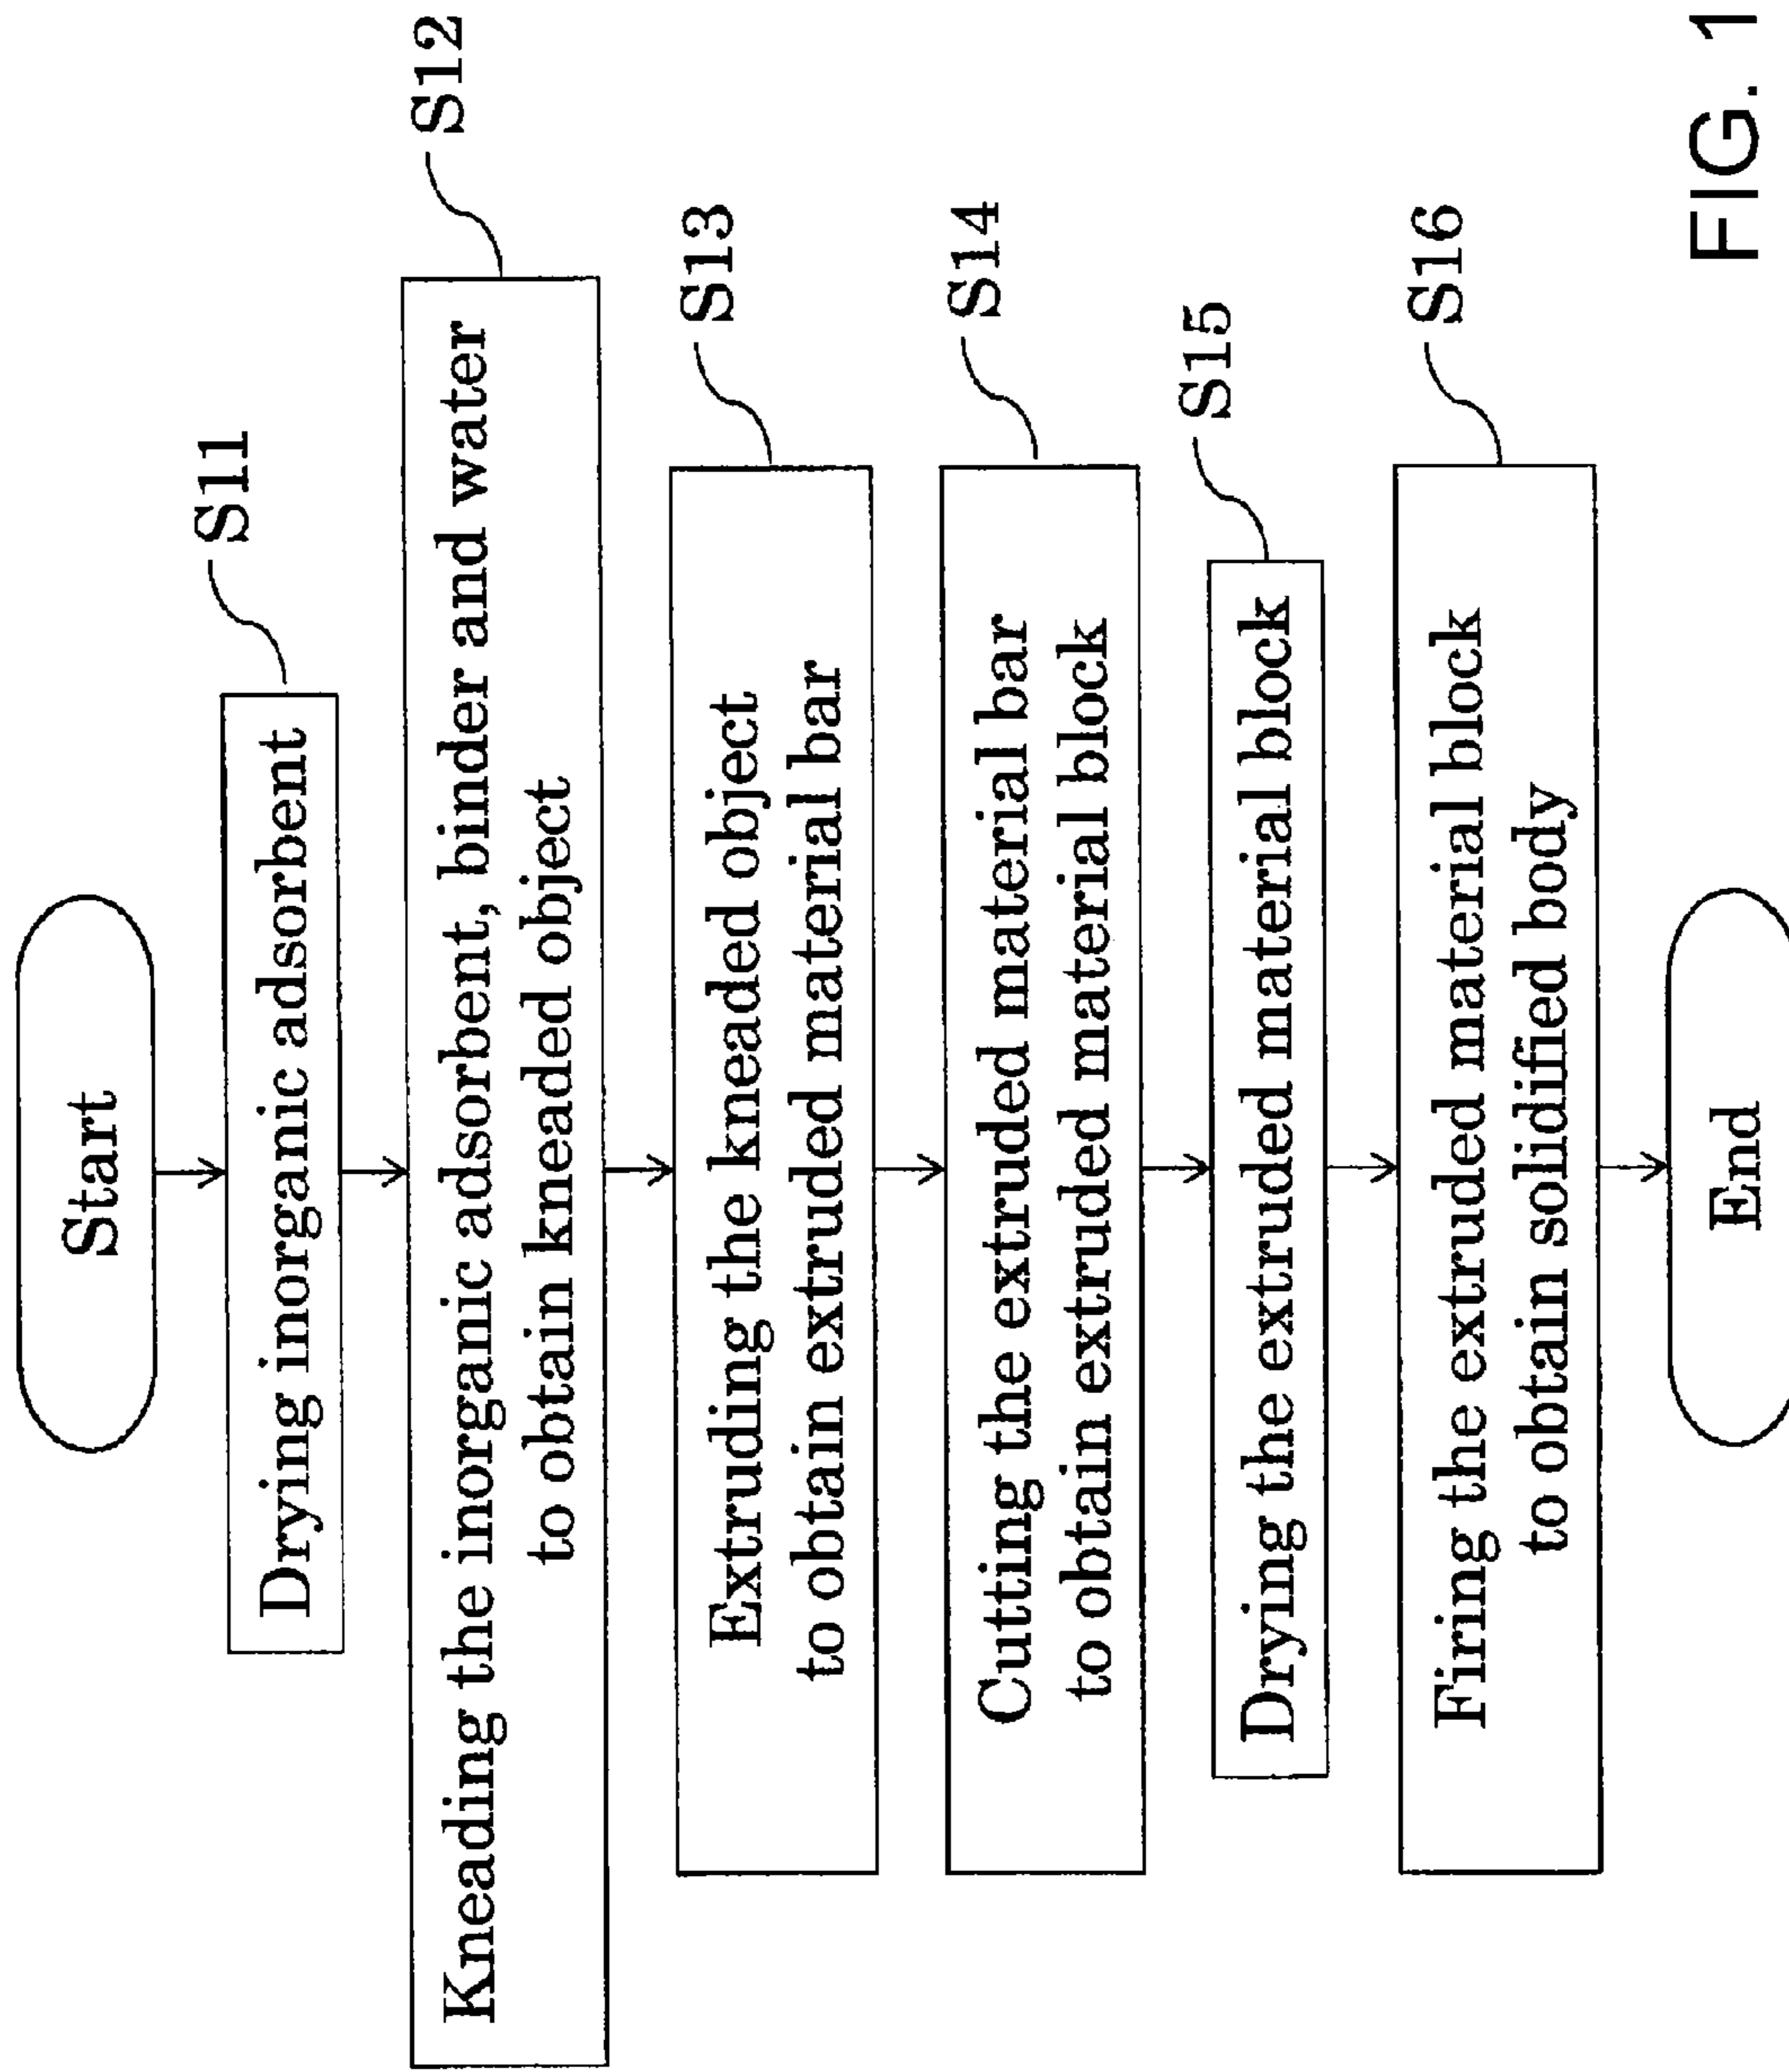 Start
Drying inorganic adsorbent
S11
Kneading the inorganic adsorbent, binder and water
to obtain kneaded object
S12
Extruding the kneaded object
to obtain extruded material bar
S13
Cutting the extruded material bar
to obtain extruded material block
S14
Drying the extruded material block
S15
Firing the extruded material block
to obtain solidified body
S16
End
FIG. 1